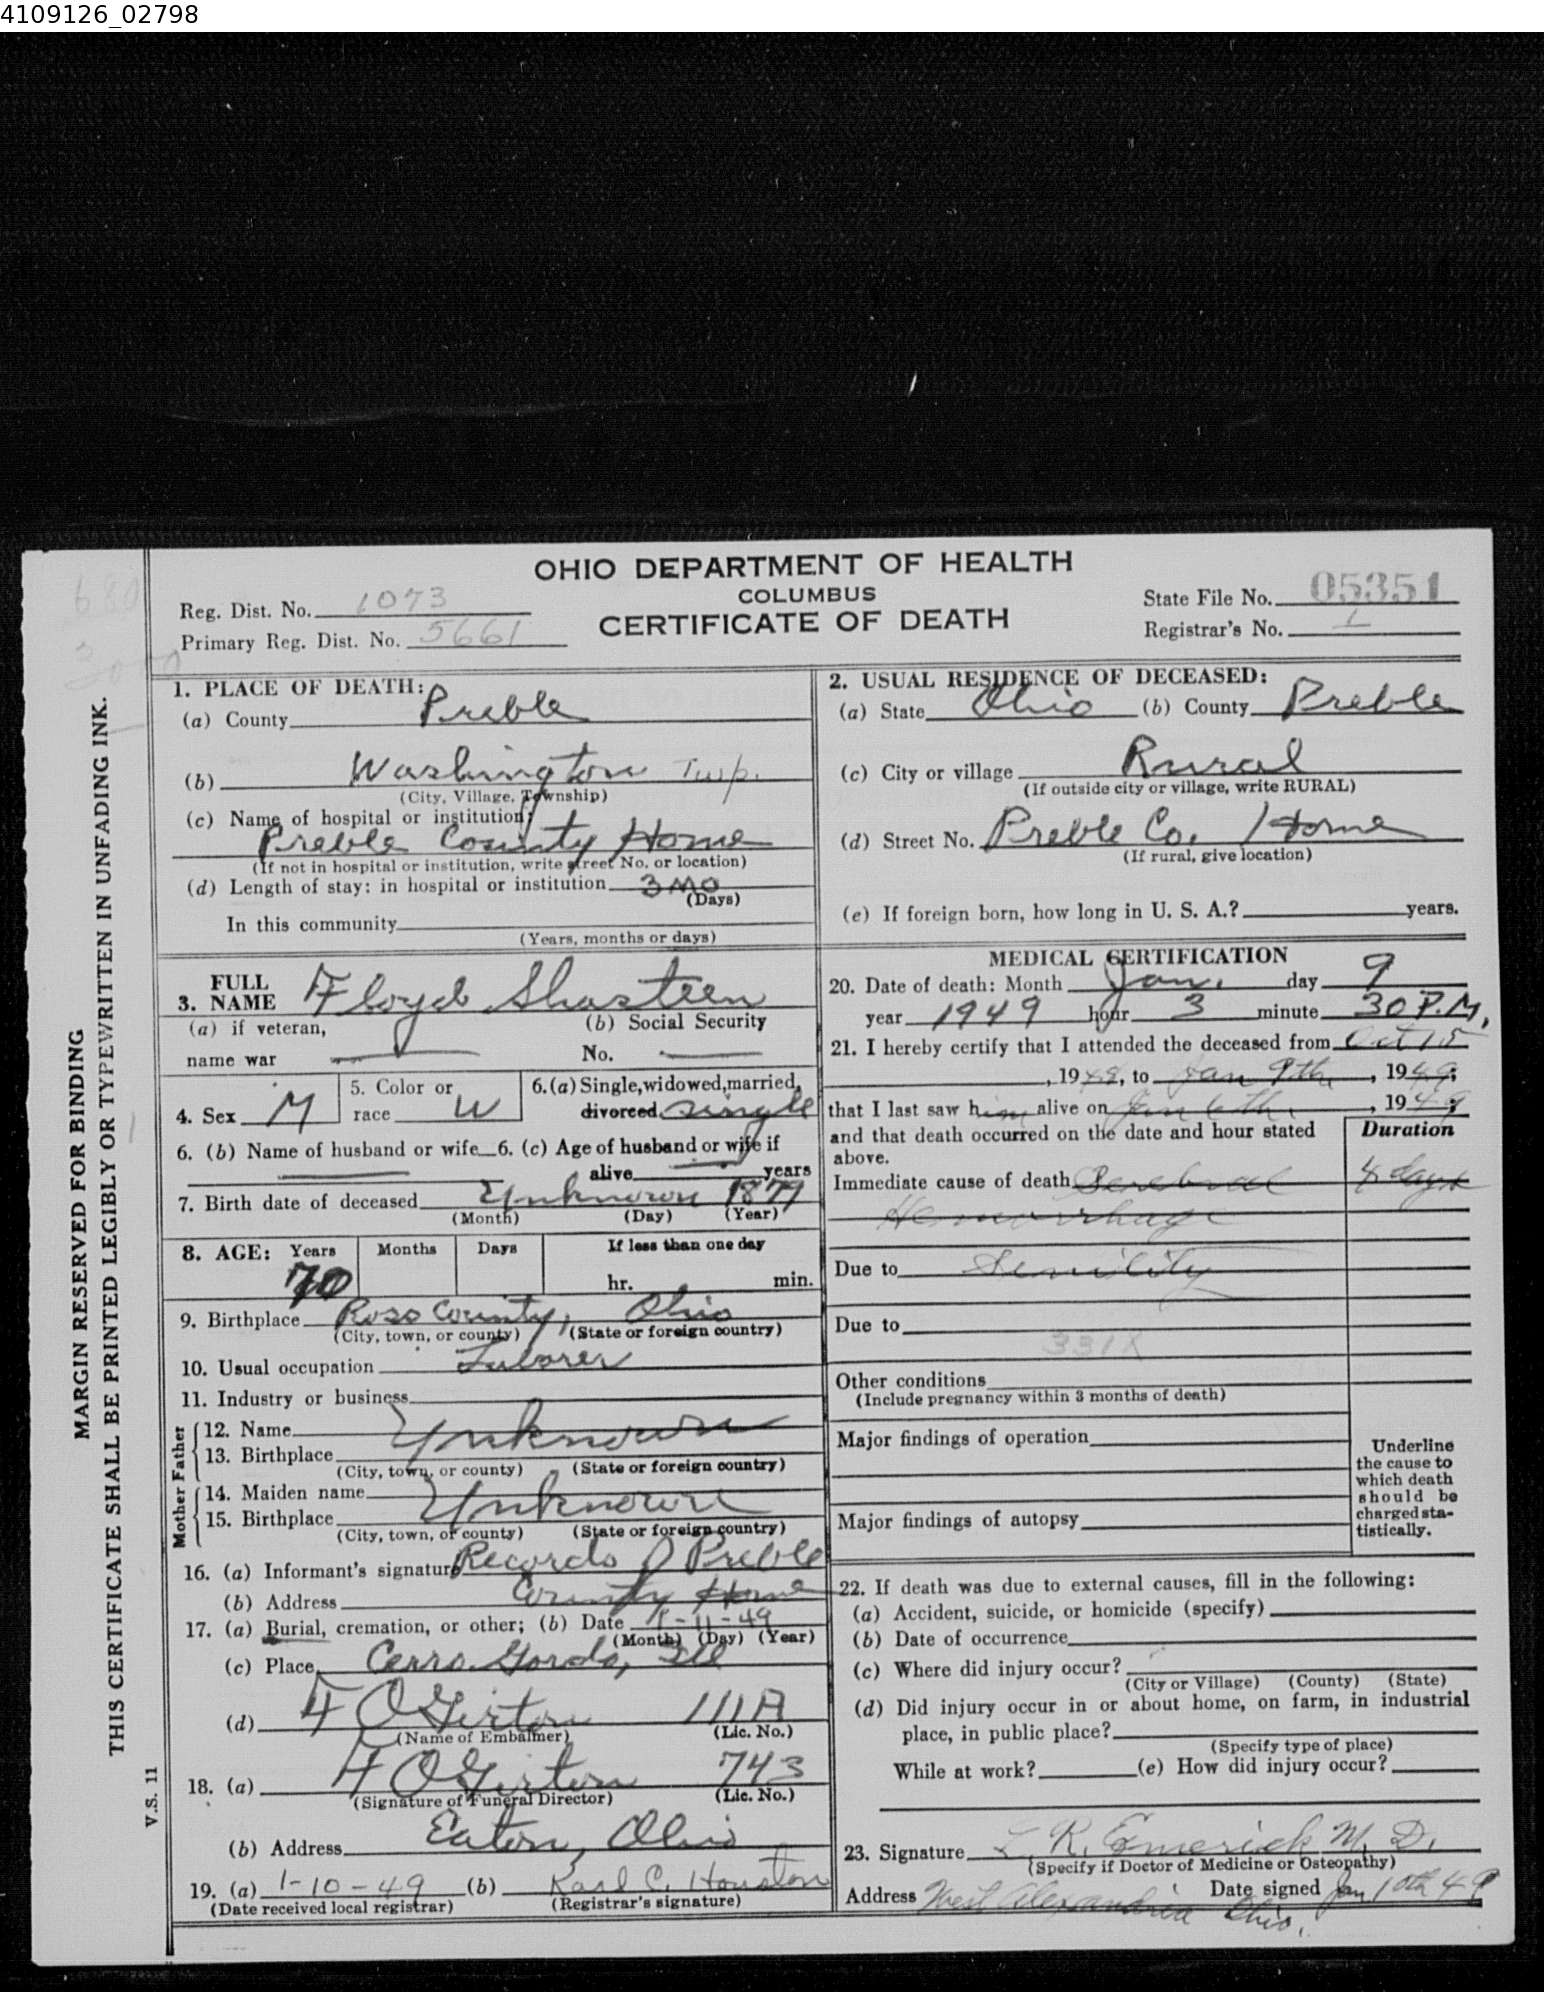 4109126_02798
OHIO DEPARTMENT OF HEALTH
COLUMBUS
CERTIFICATE OF DEATH
Reg. Dist. No. 1073
Primary Reg. Dist. No. 5661
State File No. 05351
Registrar's No. 1
MARGIN RESERVED FOR BINDING
THIS CERTIFICATE SHALL BE PRINTED LEGIBLY OR TYPEWRITTEN IN UNFADING INK.
V.S. 11
1. PLACE OF DEATH:
(a) County Preble
(b) Washington Twp.
(City, Village, Township)
(c) Name of hospital or institution:
Preble County Home
(If not in hospital or institution, write street No. or location)
(d) Length of stay: in hospital or institution 3 MO
(Days)
In this community
(Years, months or days)
2. USUAL RESIDENCE OF DECEASED:
(a) State Ohio (b) County Preble
(c) City or village Rural
(If outside city or village, write RURAL)
(d) Street No. Preble Co. Home
(If rural, give location)
(e) If foreign born, how long in U. S. A.? years.
3. FULL NAME Floyd Shasteen
(a) if veteran, name war
(b) Social Security No.
4. Sex M
5. Color or race W
6. (a) Single, widowed, married, divorced single
6. (b) Name of husband or wife
6. (c) Age of husband or wife if alive years
7. Birth date of deceased Unknown 1879
(Month) (Day) (Year)
8. AGE: Years Months Days If less than one day
70 hr. min.
9. Birthplace Ross County, Ohio
(City, town, or county) (State or foreign country)
10. Usual occupation Laborer
11. Industry or business
Father
12. Name Unknown
13. Birthplace
(City, town, or county) (State or foreign country)
Mother
14. Maiden name Unknown
15. Birthplace
(City, town, or county) (State or foreign country)
16. (a) Informant's signature Records of Preble
(b) Address County Home
17. (a) Burial, cremation, or other; (b) Date 1-11-49
(Month) (Day) (Year)
(c) Place Cerro Gordo, Ill
(d) F O Girton 111A
(Name of Embalmer) (Lic. No.)
18. (a) F O Girton 743
(Signature of Funeral Director) (Lic. No.)
(b) Address Eaton, Ohio
19. (a) 1-10-49 (b) Karl C. Houston
(Date received local registrar) (Registrar's signature)
MEDICAL CERTIFICATION
20. Date of death: Month Jan. day 9
year 1949 hour 3 minute 30 P.M.
21. I hereby certify that I attended the deceased from Oct 15
, 1948, to Jan 9th, 1949;
that I last saw him alive on Jan 6th, 1949;
and that death occurred on the date and hour stated
above.
Duration
Immediate cause of death Cerebral 4 days
Hemorrhage
Due to Senility
Due to
331X
Other conditions
(Include pregnancy within 3 months of death)
Major findings of operation
Major findings of autopsy
Underline
the cause to
which death
should be
charged sta-
tistically.
22. If death was due to external causes, fill in the following:
(a) Accident, suicide, or homicide (specify)
(b) Date of occurrence
(c) Where did injury occur?
(City or Village) (County) (State)
(d) Did injury occur in or about home, on farm, in industrial
place, in public place?
(Specify type of place)
While at work? (e) How did injury occur?
23. Signature L. R. Emerick M. D.
(Specify if Doctor of Medicine or Osteopathy)
Address West Alexandria Ohio. Date signed Jan 10th 49